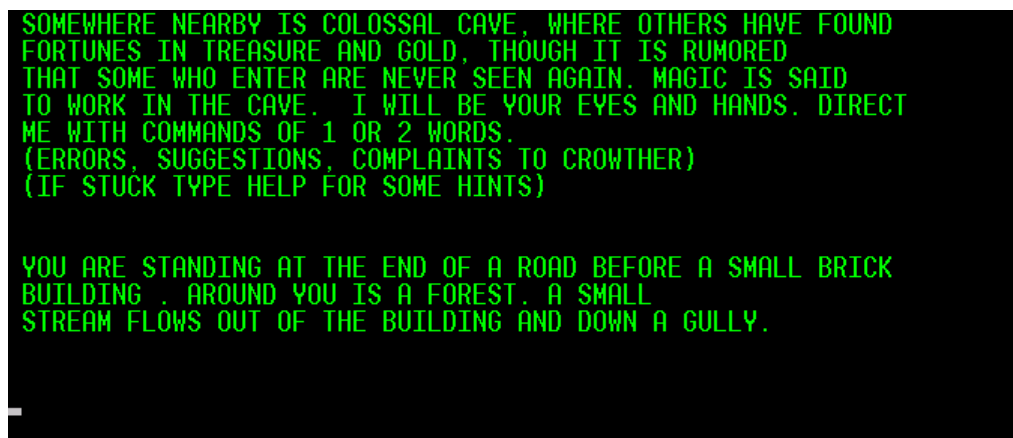 SOMEWHERE NEARBY IS COLOSSAL CAVE, WHERE OTHERS HAVE FOUND
FORTUNES IN TREASURE AND GOLD, THOUGH IT IS RUMORED
THAT SOME WHO ENTER ARE NEVER SEEN AGAIN. MAGIC IS SAID
TO WORK IN THE CAVE.  I WILL BE YOUR EYES AND HANDS. DIRECT
ME WITH COMMANDS OF 1 OR 2 WORDS.
(ERRORS, SUGGESTIONS, COMPLAINTS TO CROWTHER)
(IF STUCK TYPE HELP FOR SOME HINTS)
YOU ARE STANDING AT THE END OF A ROAD BEFORE A SMALL BRICK
BUILDING . AROUND YOU IS A FOREST. A SMALL
STREAM FLOWS OUT OF THE BUILDING AND DOWN A GULLY.